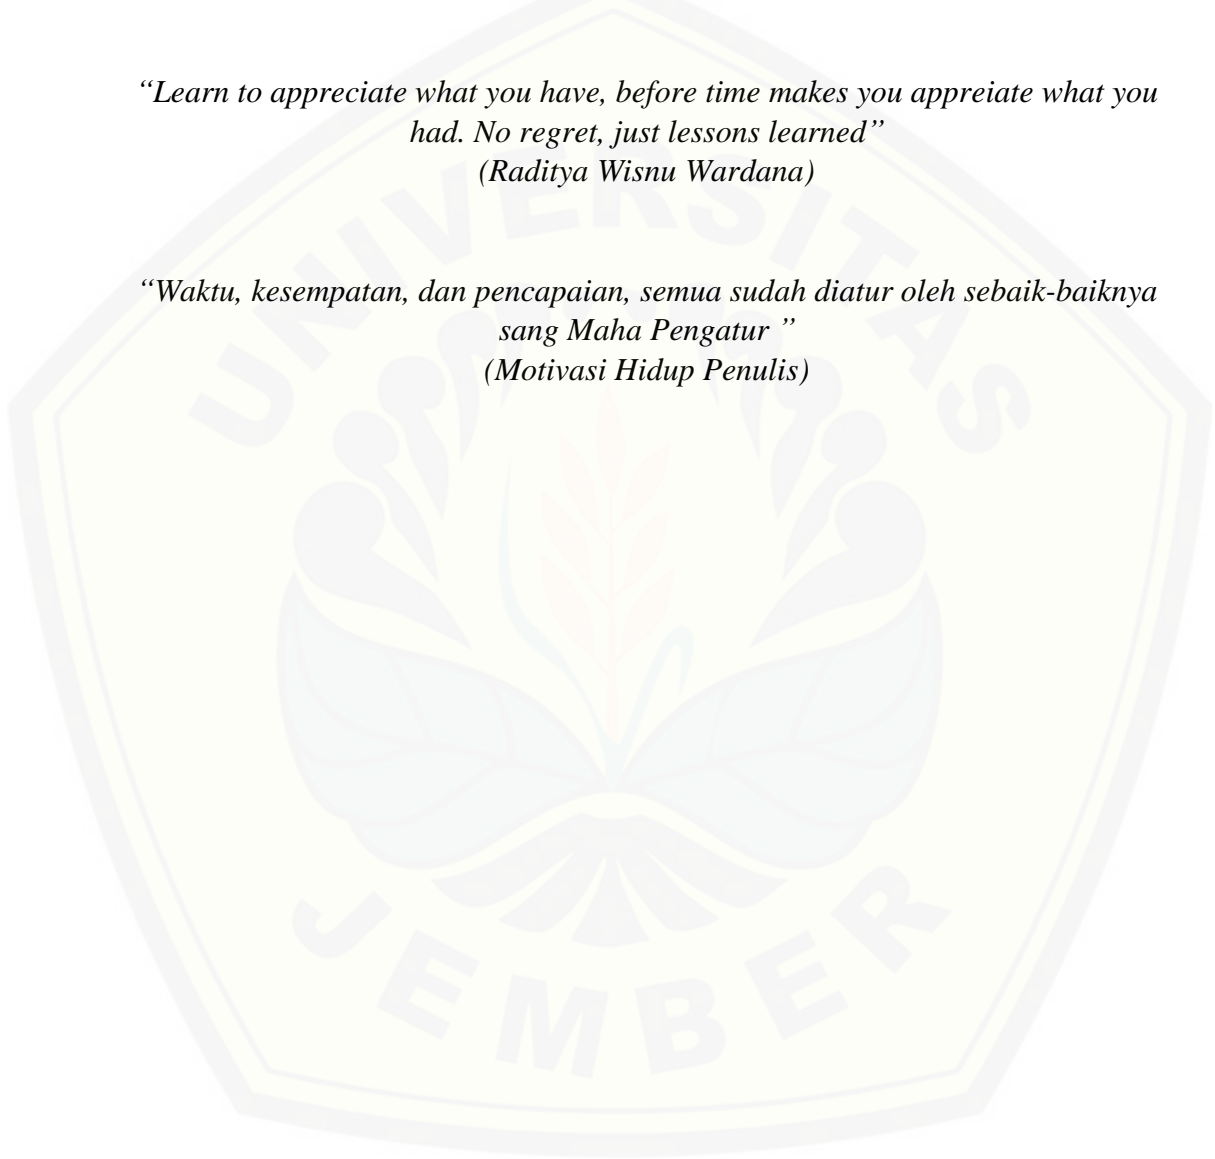 “Learn to appreciate what you have, before time makes you appreiate what you
had. No regret, just lessons learned”
(Raditya Wisnu Wardana)
“Waktu, kesempatan, dan pencapaian, semua sudah diatur oleh sebaik-baiknya
sang Maha Pengatur ”
(Motivasi Hidup Penulis)
UNIVERSITAS
JEMBER